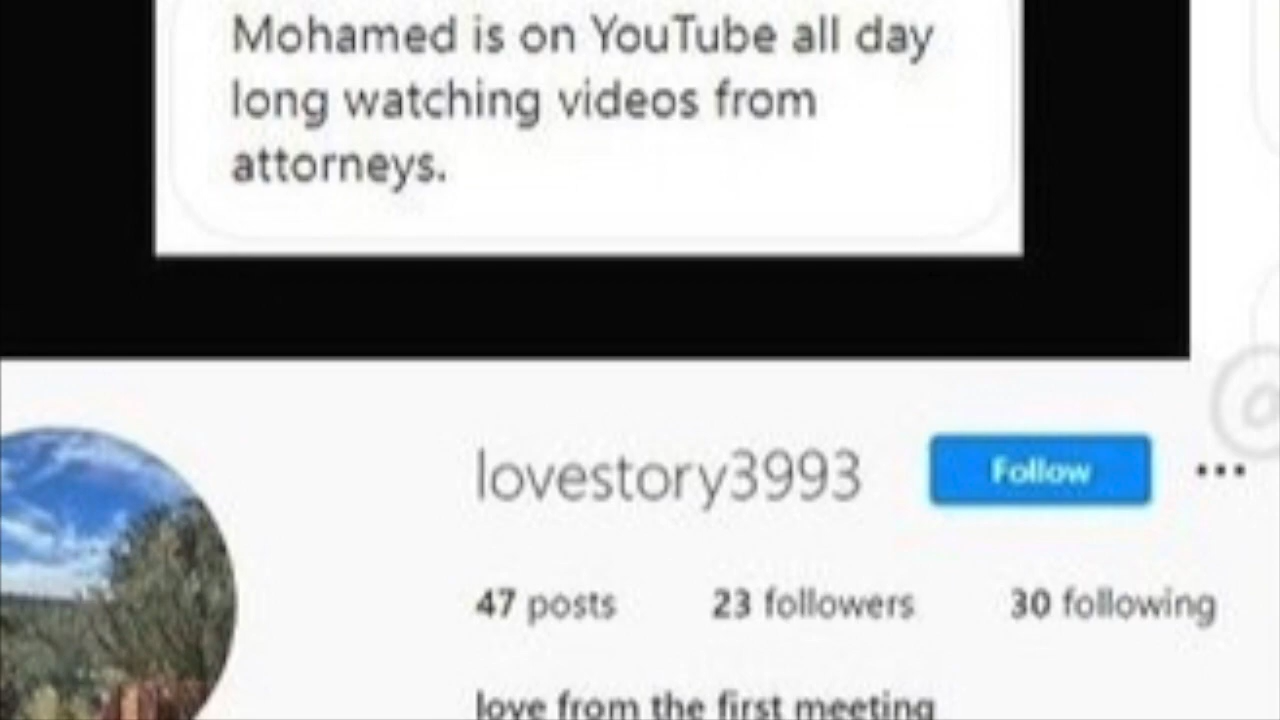 Mohamed is on YouTube all day
long watching videos from
attorneys.
lovestory3993 Follow
47 posts 23 followers 30 following
love from the first meeting